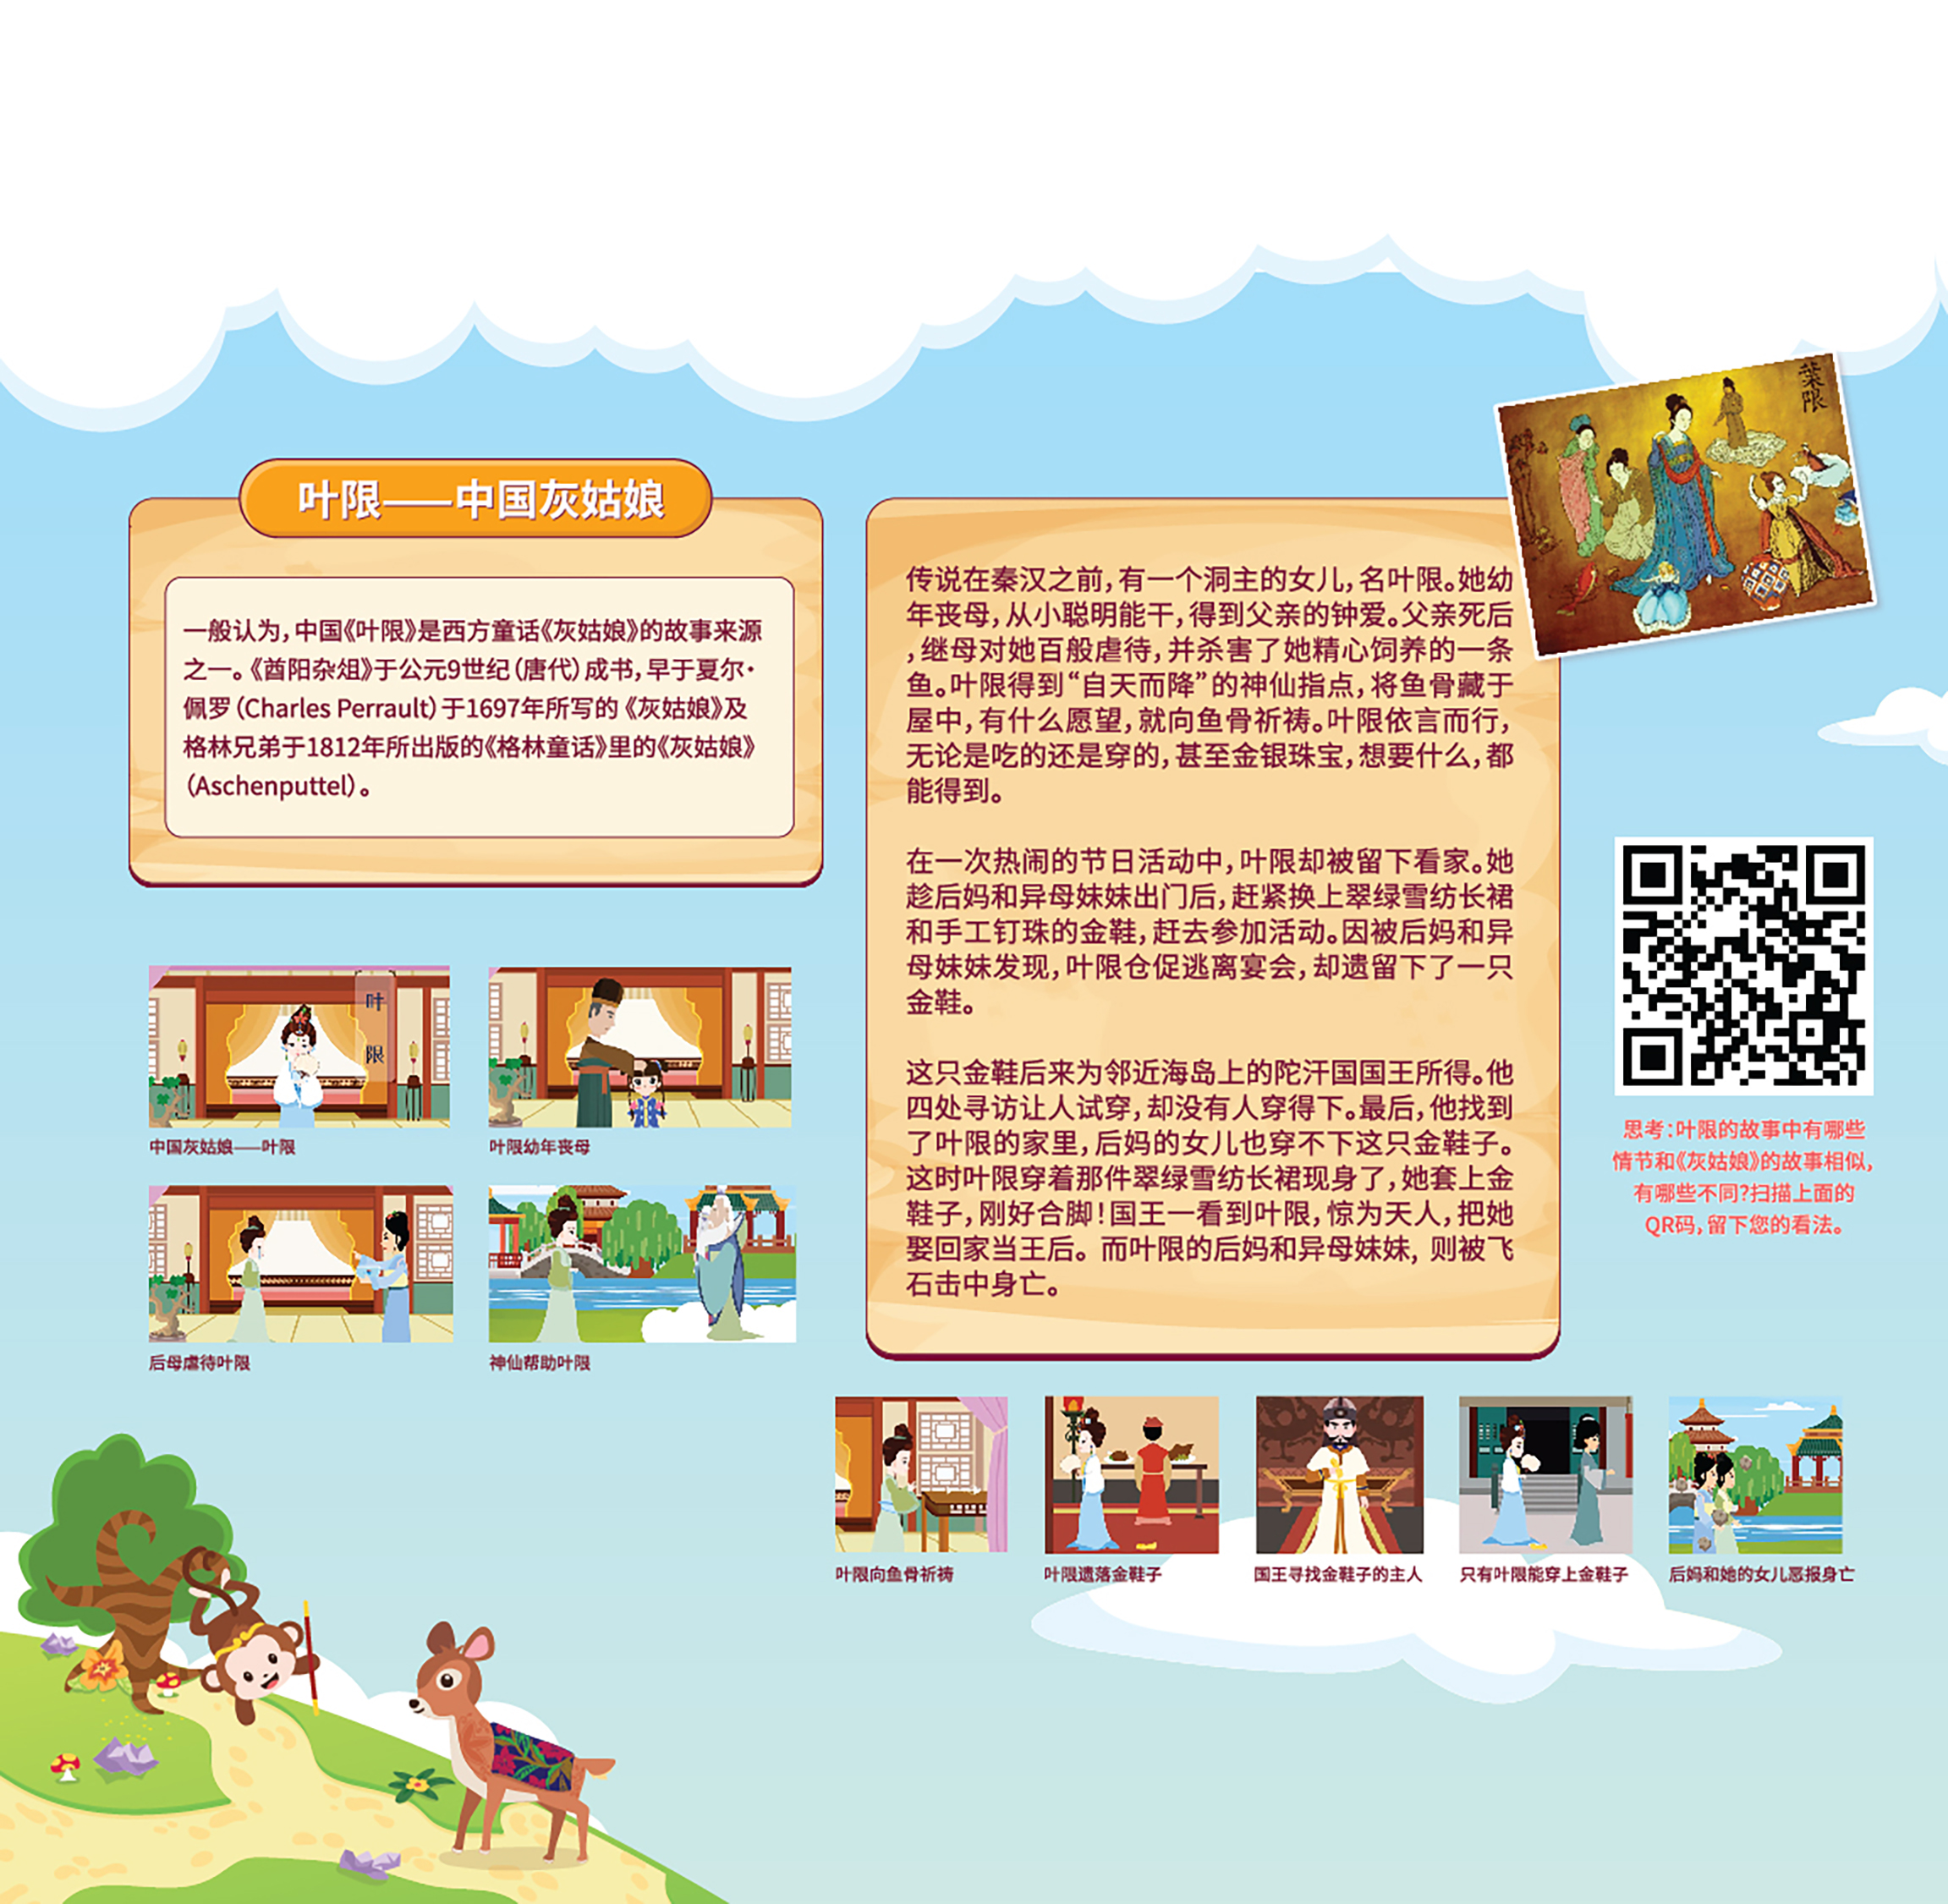 叶限——中国灰姑娘
一般认为，中国《叶限》是西方童话《灰姑娘》的故事来源
之一。《酉阳杂俎》于公元9世纪（唐代）成书，早于夏尔·
佩罗（Charles Perrault）于1697年所写的《灰姑娘》及
格林兄弟于1812年所出版的《格林童话》里的《灰姑娘》
（Aschenputtel）。
葉限
传说在秦汉之前，有一个洞主的女儿，名叶限。她幼
年丧母，从小聪明能干，得到父亲的钟爱。父亲死后
，继母对她百般虐待，并杀害了她精心饲养的一条
鱼。叶限得到“自天而降”的神仙指点，将鱼骨藏于
屋中，有什么愿望，就向鱼骨祈祷。叶限依言而行，
无论是吃的还是穿的，甚至金银珠宝，想要什么，都
能得到。
在一次热闹的节日活动中，叶限却被留下看家。她
趁后妈和异母妹妹出门后，赶紧换上翠绿雪纺长裙
和手工钉珠的金鞋，赶去参加活动。因被后妈和异
母妹妹发现，叶限仓促逃离宴会，却遗留下了一只
金鞋。
这只金鞋后来为邻近海岛上的陀汗国国王所得。他
四处寻访让人试穿，却没有人穿得下。最后，他找到
了叶限的家里，后妈的女儿也穿不下这只金鞋子。
这时叶限穿着那件翠绿雪纺长裙现身了，她套上金
鞋子，刚好合脚！国王一看到叶限，惊为天人，把她
娶回家当王后。而叶限的后妈和异母妹妹，则被飞
石击中身亡。
思考：叶限的故事中有哪些
情节和《灰姑娘》的故事相似，
有哪些不同？扫描上面的
QR码，留下您的看法。
叶限
中国灰姑娘——叶限
叶限幼年丧母
后母虐待叶限
神仙帮助叶限
叶限向鱼骨祈祷
叶限遗落金鞋子
国王寻找金鞋子的主人
只有叶限能穿上金鞋子
后妈和她的女儿恶报身亡